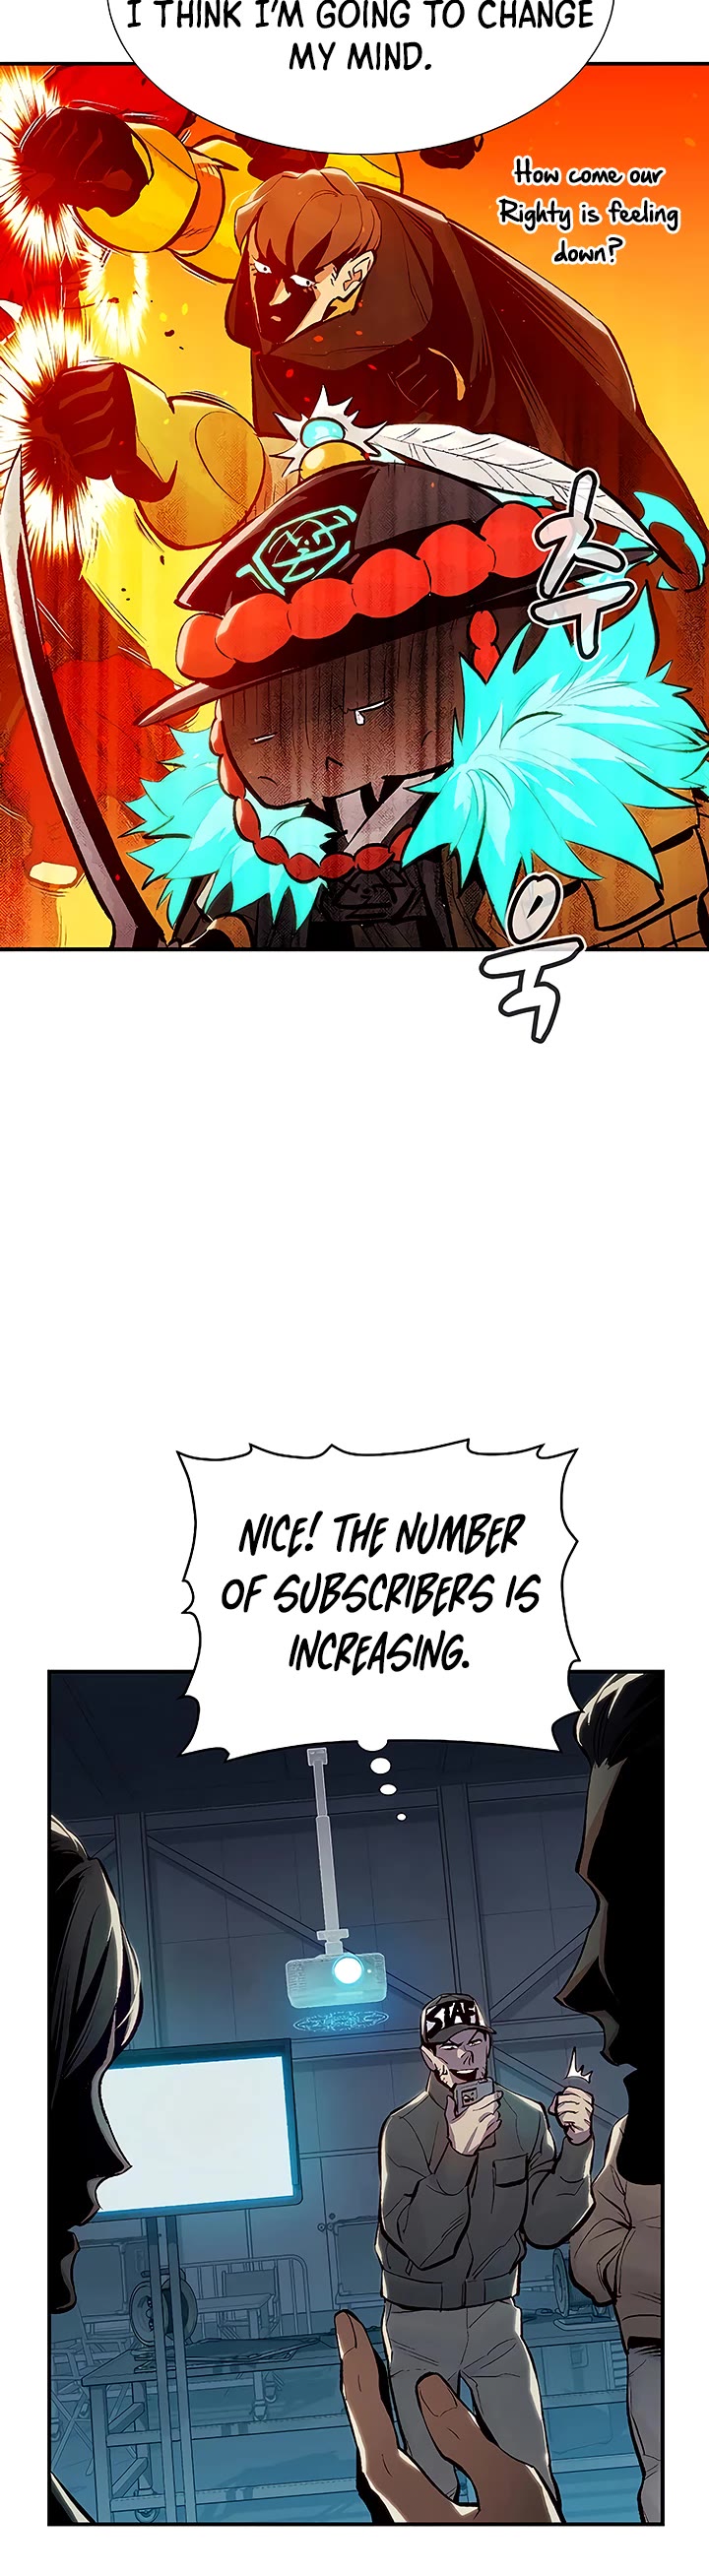 I THINK I'M GOING TO CHANGE
MY MIND.
How come our
Righty is feeling
down?
추
욱
NICE! THE NUMBER
OF SUBSCRIBERS IS
INCREASING.
STAF